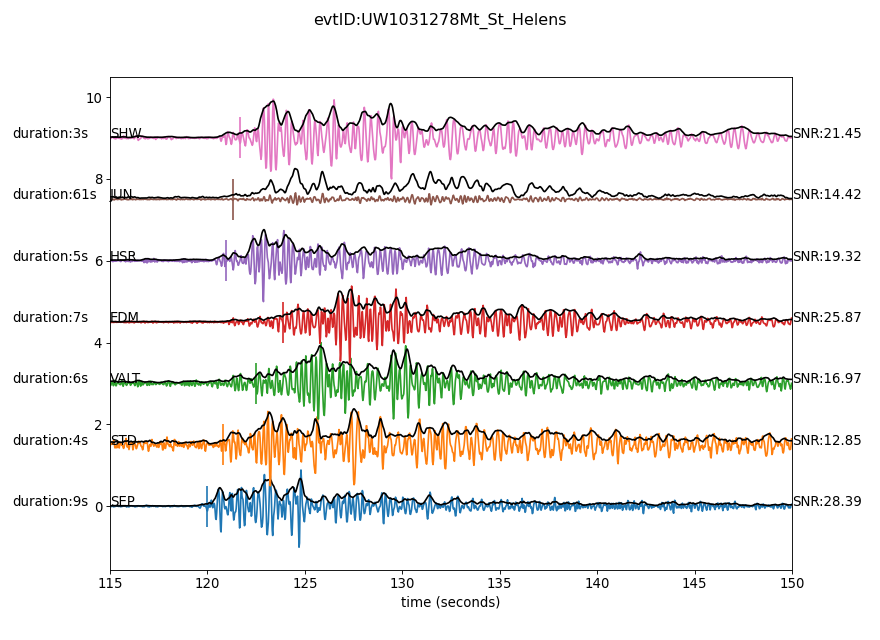 evtID:UW1031278Mt_St_Helens
10
duration:3s SHW SNR:21.45
8
duration:61s JUN SNR:14.42
duration:5s HSR SNR:19.32
6
duration:7s EDM SNR:25.87
4
duration:6s VALT SNR:16.97
2
duration:4s STD SNR:12.85
duration:9s SEP SNR:28.39
0
115 120 125 130 135 140 145 150
time (seconds)